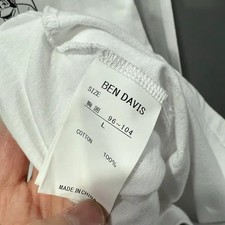 BEN DAVIS
SIZE
胸囲 96-104
L
COTTON 100%
MADE IN CHINA